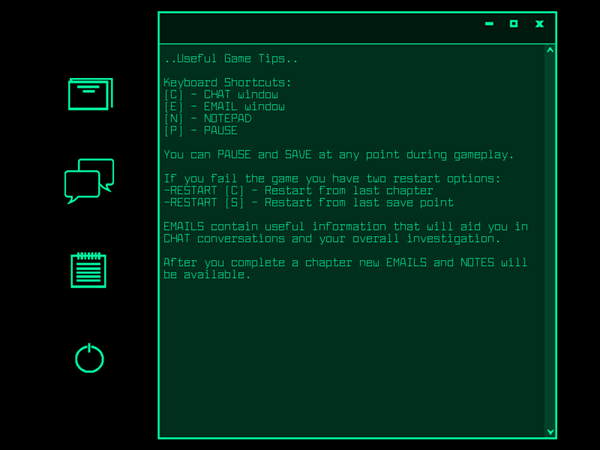 ..Useful Game Tips..
Keyboard Shortcuts:
[C] - CHAT window
[E] - EMAIL window
[N] - NOTEPAD
[P] - PAUSE
You can PAUSE and SAVE at any point during gameplay.
If you fail the game you have two restart options:
-RESTART [C] - Restart from last chapter
-RESTART [S] - Restart from last save point
EMAILS contain useful information that will aid you in
CHAT conversations and your overall investigation.
After you complete a chapter new EMAILS and NOTES will
be available.